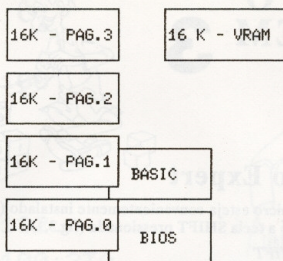 16K - PAG.3
16 K - VRAM
16K - PAG.2
16K - PAG.1
BASIC
16K - PAG.0
BIOS